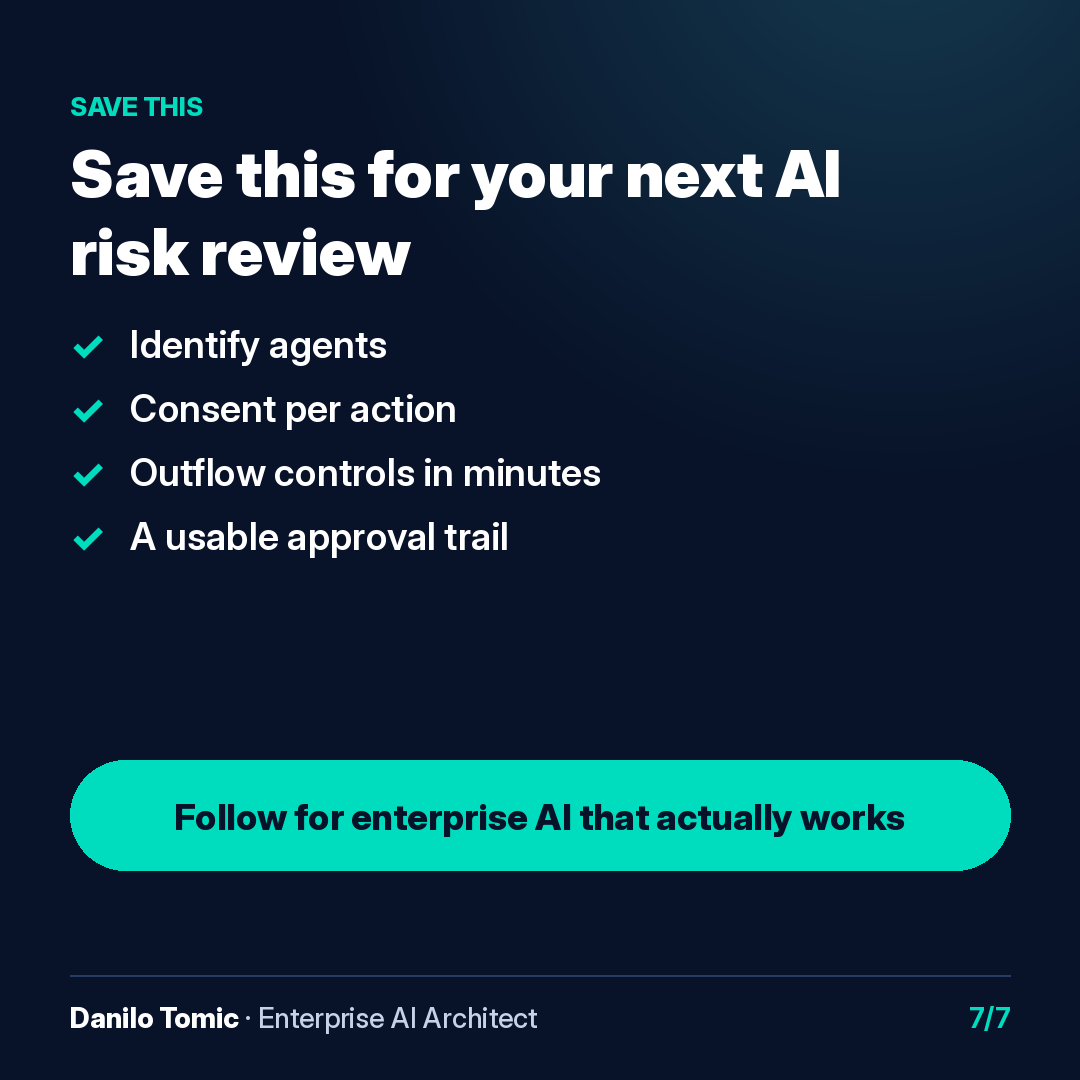 SAVE THIS
Save this for your next AI
risk review
Identify agents
Consent per action
Outflow controls in minutes
A usable approval trail
Follow for enterprise AI that actually works
Danilo Tomic · Enterprise AI Architect
7/7